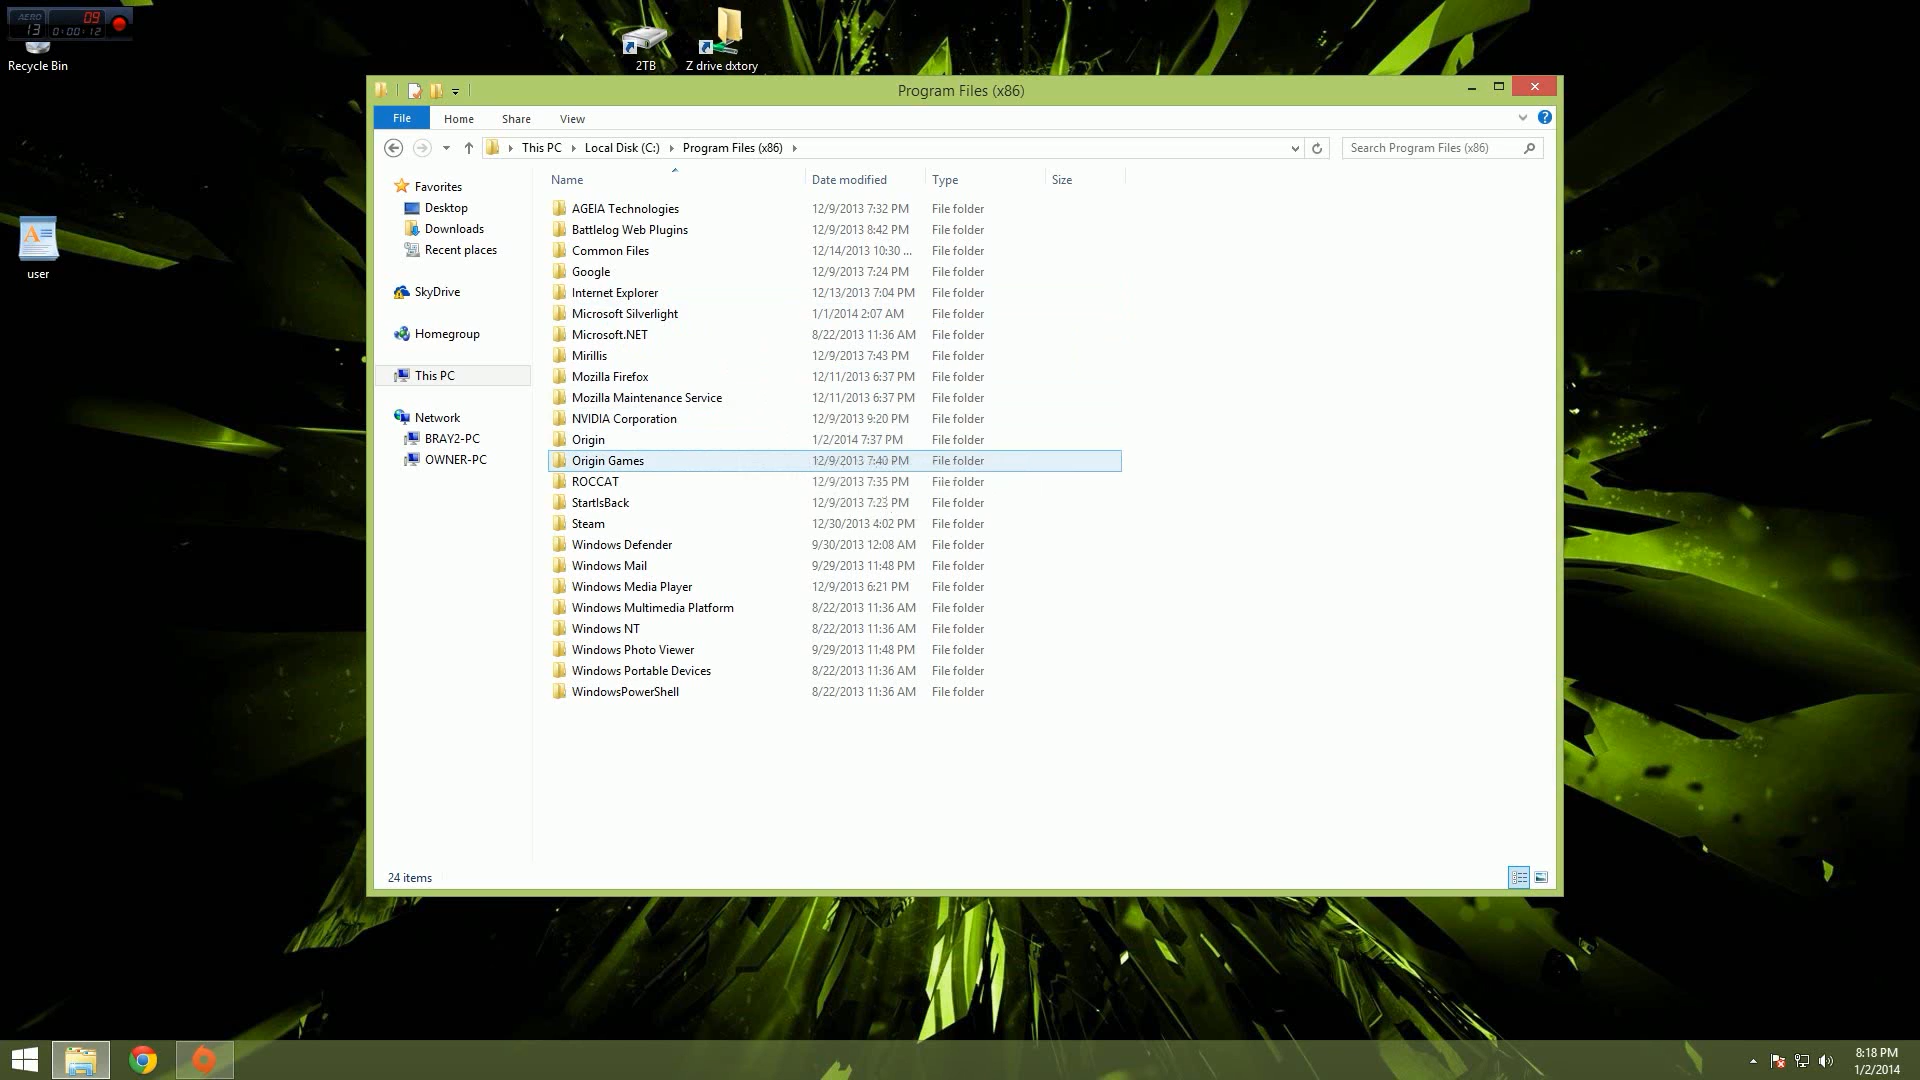 AERO 09
13 0:00:12
Recycle Bin
2TB
Z drive dxtory
user
Program Files (x86)
File Home Share View
This PC Local Disk (C:) Program Files (x86)
Search Program Files (x86)
Favorites
Desktop
Downloads
Recent places
SkyDrive
Homegroup
This PC
Network
BRAY2-PC
OWNER-PC
Name Date modified Type Size
AGEIA Technologies 12/9/2013 7:32 PM File folder
Battlelog Web Plugins 12/9/2013 8:42 PM File folder
Common Files 12/14/2013 10:30 ... File folder
Google 12/9/2013 7:24 PM File folder
Internet Explorer 12/13/2013 7:04 PM File folder
Microsoft Silverlight 1/1/2014 2:07 AM File folder
Microsoft.NET 8/22/2013 11:36 AM File folder
Mirillis 12/9/2013 7:43 PM File folder
Mozilla Firefox 12/11/2013 6:37 PM File folder
Mozilla Maintenance Service 12/11/2013 6:37 PM File folder
NVIDIA Corporation 12/9/2013 9:20 PM File folder
Origin 1/2/2014 7:37 PM File folder
Origin Games 12/9/2013 7:40 PM File folder
ROCCAT 12/9/2013 7:35 PM File folder
StartIsBack 12/9/2013 7:23 PM File folder
Steam 12/30/2013 4:02 PM File folder
Windows Defender 9/30/2013 12:08 AM File folder
Windows Mail 9/29/2013 11:48 PM File folder
Windows Media Player 12/9/2013 6:21 PM File folder
Windows Multimedia Platform 8/22/2013 11:36 AM File folder
Windows NT 8/22/2013 11:36 AM File folder
Windows Photo Viewer 9/29/2013 11:48 PM File folder
Windows Portable Devices 8/22/2013 11:36 AM File folder
WindowsPowerShell 8/22/2013 11:36 AM File folder
24 items
8:18 PM
1/2/2014